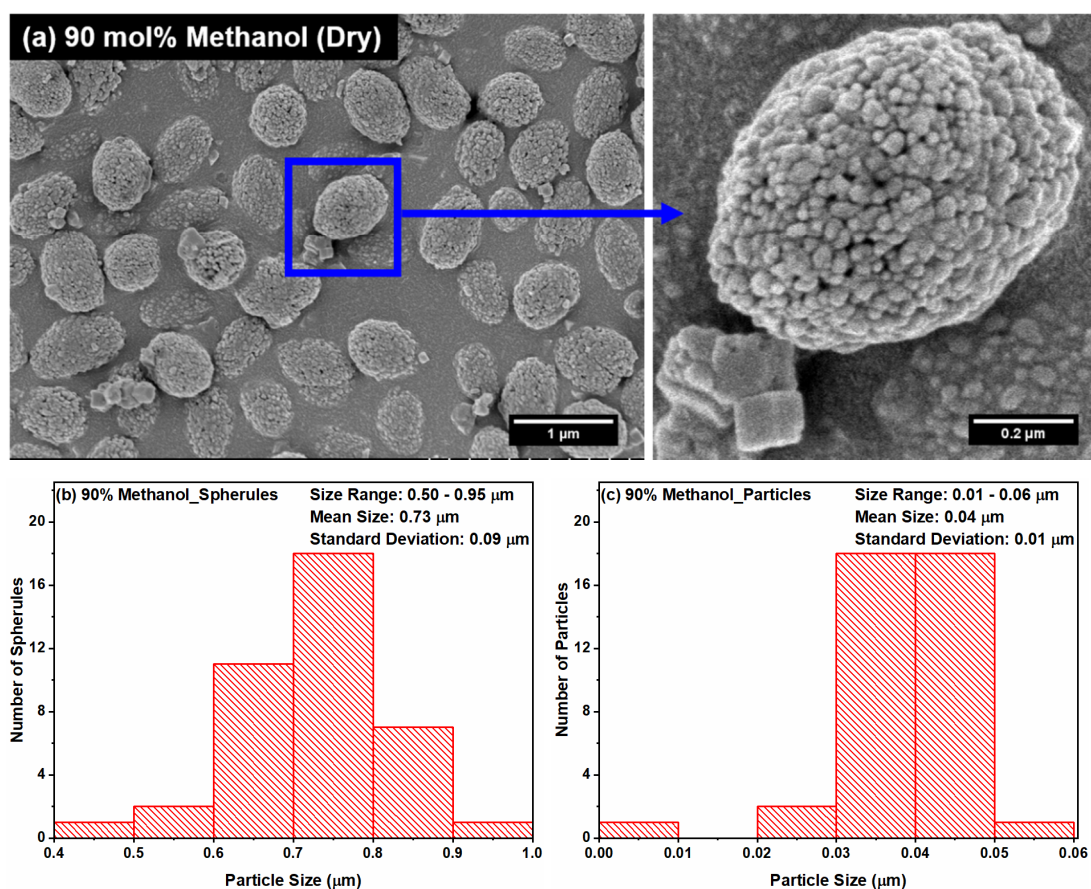 (a) 90 mol% Methanol (Dry)
1 µm
0.2 µm
(b) 90% Methanol_Spherules
Size Range: 0.50 - 0.95 µm
Mean Size: 0.73 µm
Standard Deviation: 0.09 µm
Number of Spherules
20
16
12
8
4
0
0.4 0.5 0.6 0.7 0.8 0.9 1.0
Particle Size (µm)
(c) 90% Methanol_Particles
Size Range: 0.01 - 0.06 µm
Mean Size: 0.04 µm
Standard Deviation: 0.01 µm
Number of Particles
20
16
12
8
4
0
0.00 0.01 0.02 0.03 0.04 0.05 0.06
Particle Size (µm)